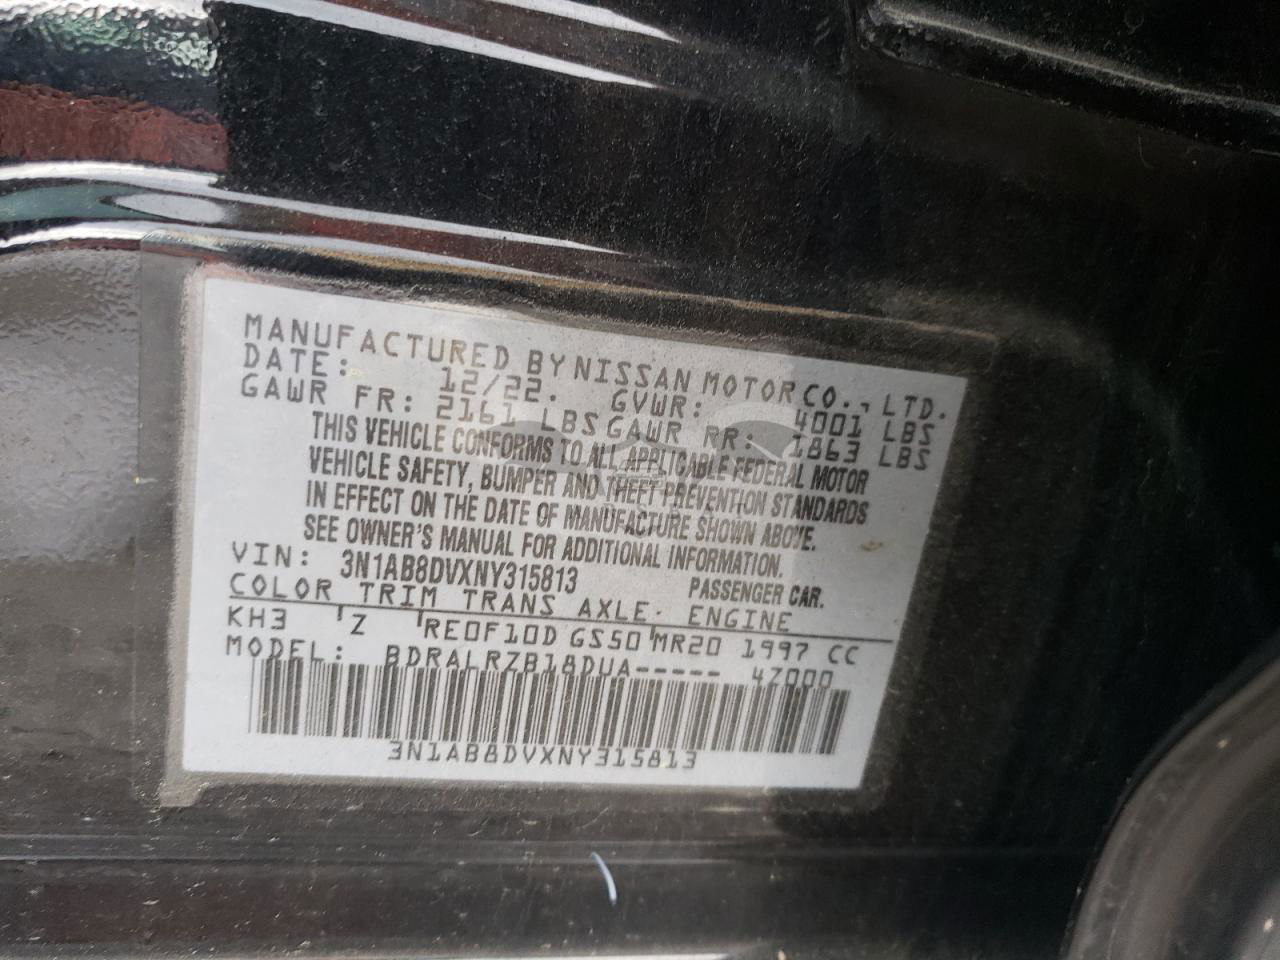 MANUFACTURED BY NISSAN MOTOR CO., LTD.
DATE: 12/22. GVWR: 4001 LBS
GAWR FR: 2161 LBS GAWR RR: 1863 LBS
THIS VEHICLE CONFORMS TO ALL APPLICABLE FEDERAL MOTOR
VEHICLE SAFETY, BUMPER AND THEFT PREVENTION STANDARDS
IN EFFECT ON THE DATE OF MANUFACTURE SHOWN ABOVE.
SEE OWNER'S MANUAL FOR ADDITIONAL INFORMATION.
VIN: 3N1AB8DVXNY315813 PASSENGER CAR.
COLOR TRIM TRANS AXLE ENGINE
KH3 Z RE0F10D GS50 MR20 1997 CC
MODEL: BDRALRZB18DUA----- 4Z000
3N1AB8DVXNY315813